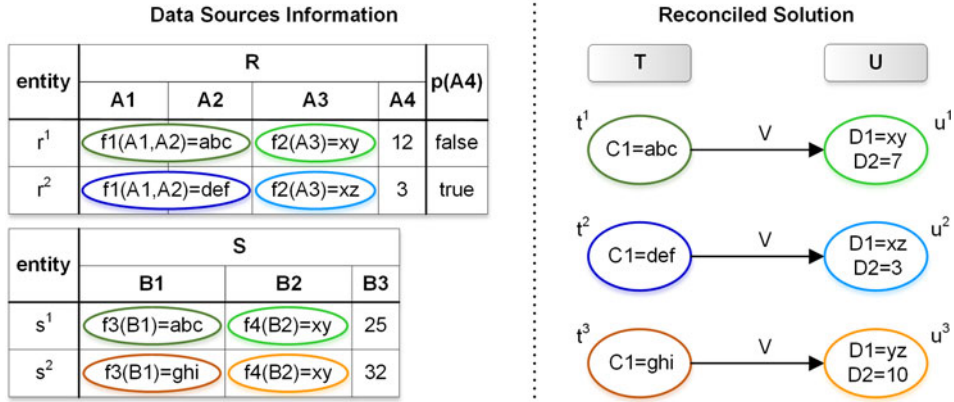 Data Sources Information
entity R p(A4)
A1 A2 A3 A4
r1 f1(A1,A2)=abc f2(A3)=xy 12 false
r2 f1(A1,A2)=def f2(A3)=xz 3 true
entity S
B1 B2 B3
s1 f3(B1)=abc f4(B2)=xy 25
s2 f3(B1)=ghi f4(B2)=xy 32
Reconciled Solution
T U
t1 V u1
C1=abc D1=xy
D2=7
t2 V u2
C1=def D1=xz
D2=3
t3 V u3
C1=ghi D1=yz
D2=10